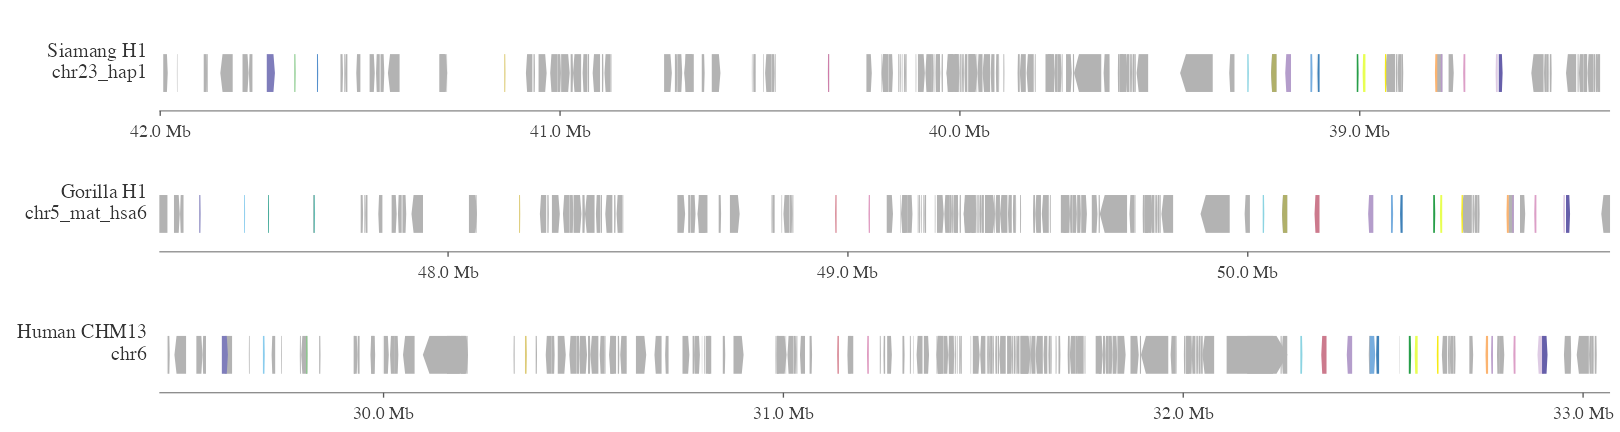 Siamang H1
chr23_hap1
42.0 Mb 41.0 Mb 40.0 Mb 39.0 Mb
Gorilla H1
chr5_mat_hsa6
48.0 Mb 49.0 Mb 50.0 Mb
Human CHM13
chr6
30.0 Mb 31.0 Mb 32.0 Mb 33.0 Mb